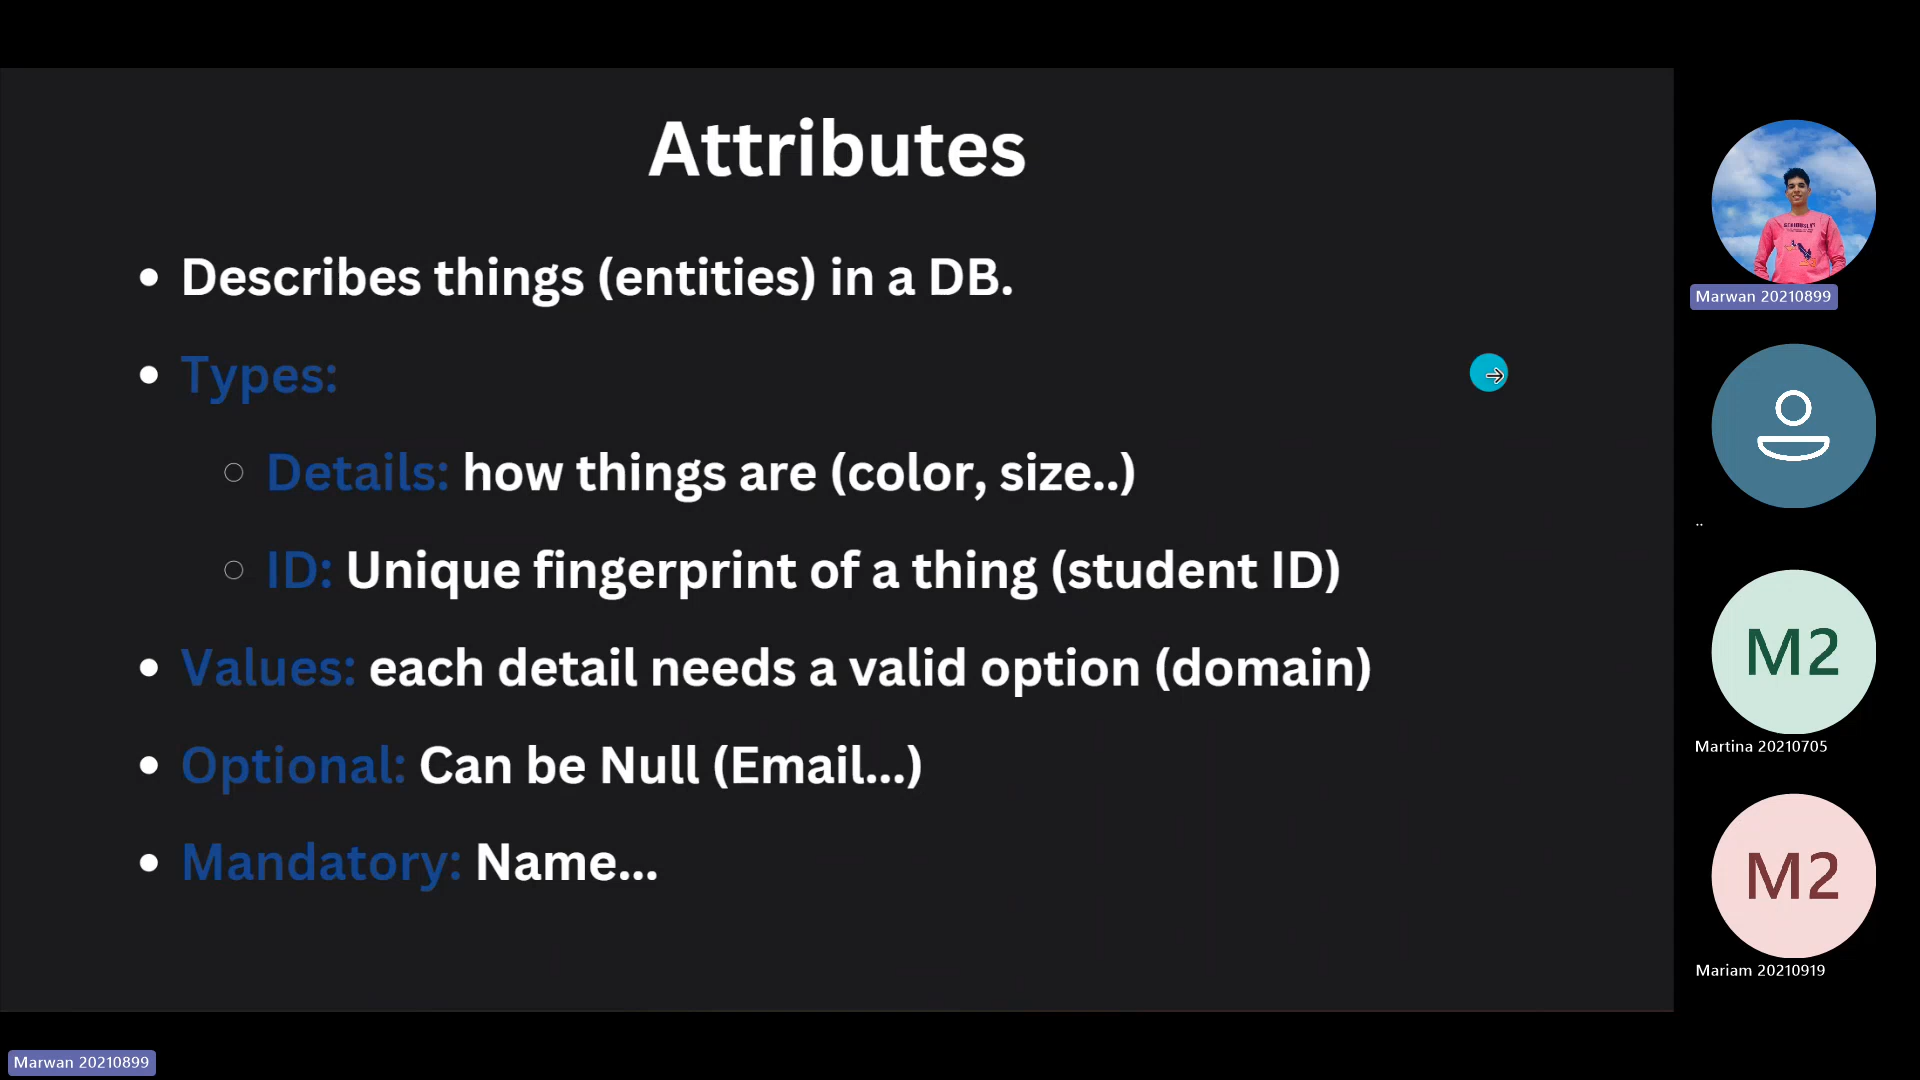 Attributes
• Describes things (entities) in a DB.
• Types:
○ Details: how things are (color, size..)
○ ID: Unique fingerprint of a thing (student ID)
• Values: each detail needs a valid option (domain)
• Optional: Can be Null (Email...)
• Mandatory: Name...
Marwan 20210899
..
M2
Martina 20210705
M2
Mariam 20210919
Marwan 20210899